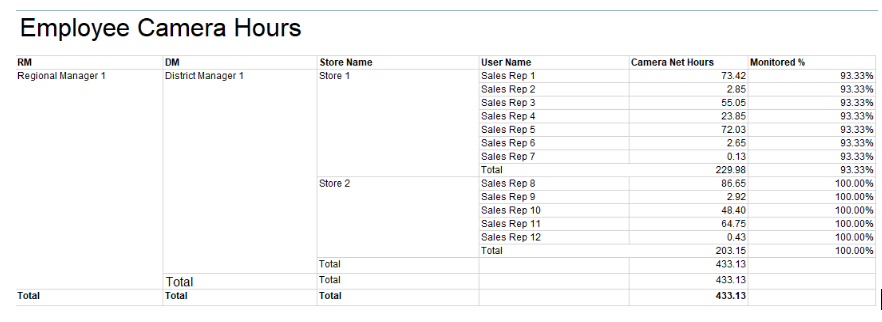 Employee Camera Hours
RM DM Store Name User Name Camera Net Hours Monitored %
Regional Manager 1 District Manager 1 Store 1 Sales Rep 1 73.42 93.33%
Sales Rep 2 2.85 93.33%
Sales Rep 3 55.05 93.33%
Sales Rep 4 23.85 93.33%
Sales Rep 5 72.03 93.33%
Sales Rep 6 2.65 93.33%
Sales Rep 7 0.13 93.33%
Total 229.98 93.33%
Store 2 Sales Rep 8 86.65 100.00%
Sales Rep 9 2.92 100.00%
Sales Rep 10 48.40 100.00%
Sales Rep 11 64.75 100.00%
Sales Rep 12 0.43 100.00%
Total 203.15 100.00%
Total 433.13
Total Total 433.13
Total Total Total 433.13